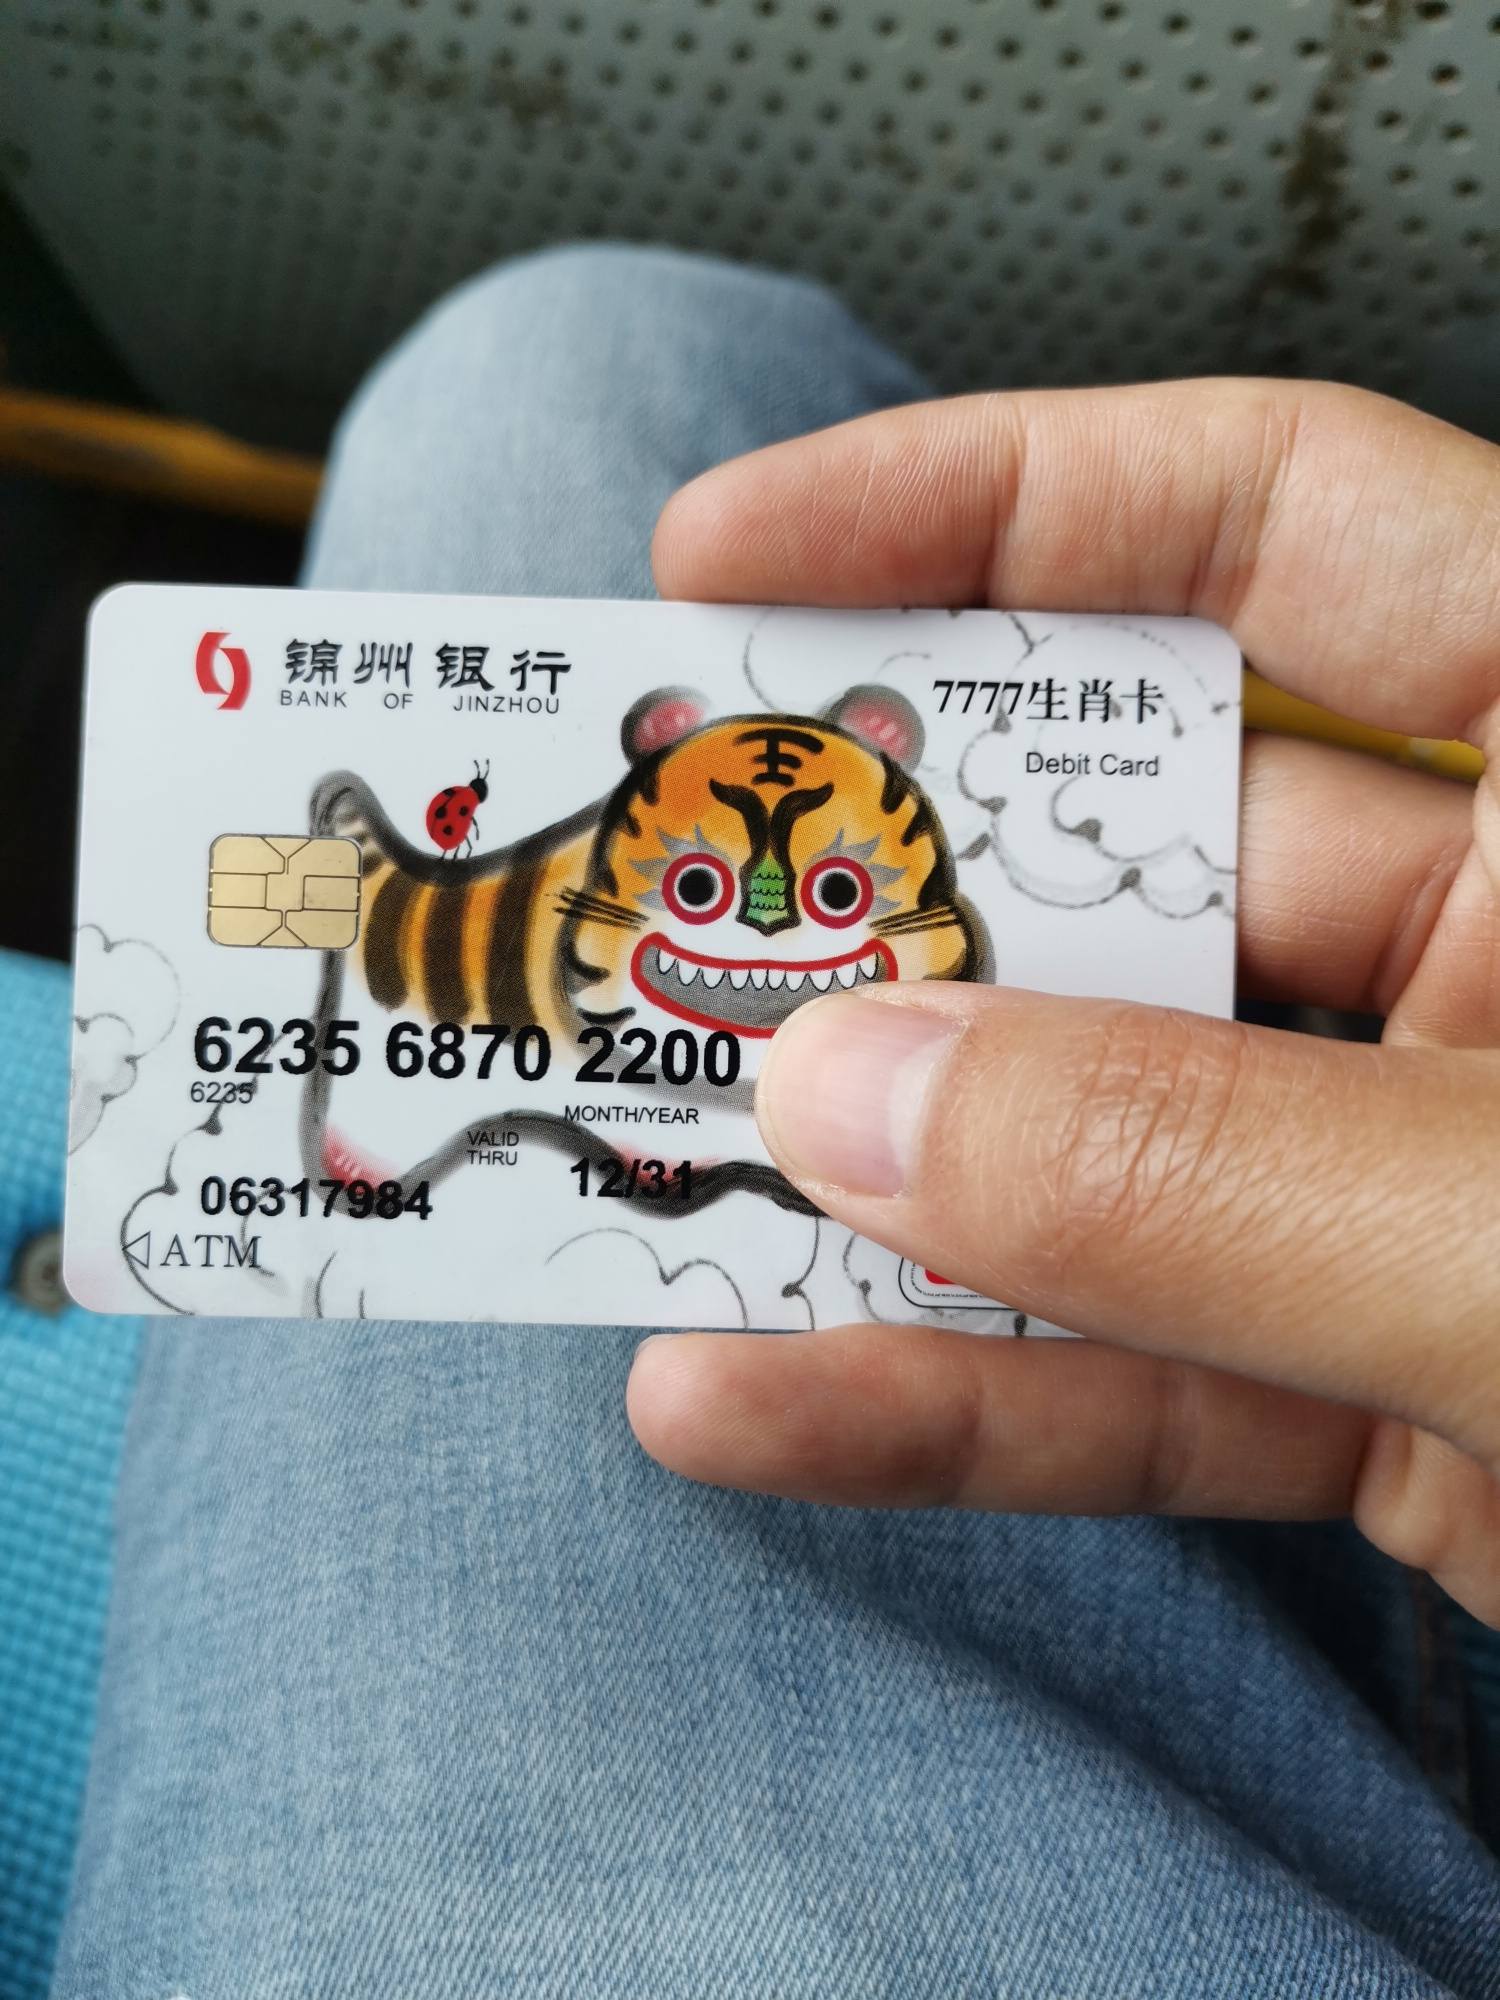 锦州银行
BANK OF JINZHOU
7777生肖卡
Debit Card
王
6235 6870 2200
6235
MONTH/YEAR
VALID
THRU
12/31
06317984
ATM